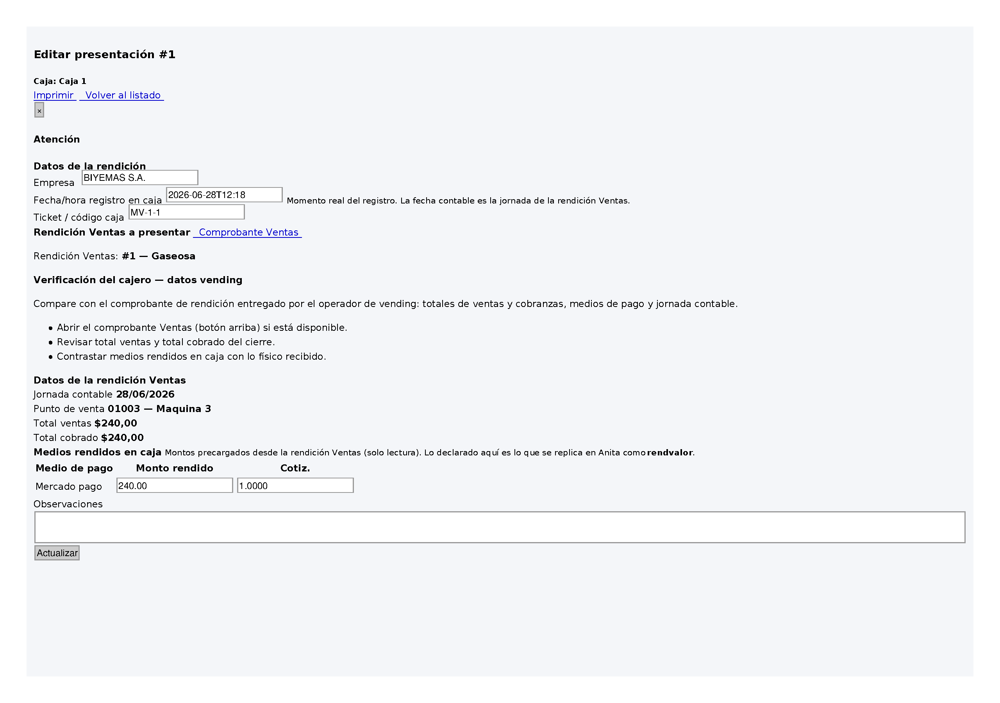 Editar presentación #1
Caja: Caja 1
Imprimir Volver al listado
×
Atención
Datos de la rendición
Empresa BIYEMAS S.A.
Fecha/hora registro en caja 2026-06-28T12:18 Momento real del registro. La fecha contable es la jornada de la rendición Ventas.
Ticket / código caja MV-1-1
Rendición Ventas a presentar Comprobante Ventas
Rendición Ventas: #1 — Gaseosa
Verificación del cajero — datos vending
Compare con el comprobante de rendición entregado por el operador de vending: totales de ventas y cobranzas, medios de pago y jornada contable.
• Abrir el comprobante Ventas (botón arriba) si está disponible.
• Revisar total ventas y total cobrado del cierre.
• Contrastar medios rendidos en caja con lo físico recibido.
Datos de la rendición Ventas
Jornada contable 28/06/2026
Punto de venta 01003 — Maquina 3
Total ventas $240,00
Total cobrado $240,00
Medios rendidos en caja Montos precargados desde la rendición Ventas (solo lectura). Lo declarado aquí es lo que se replica en Anita como rendvalor.
Medio de pago Monto rendido Cotiz.
Mercado pago 240.00 1.0000
Observaciones
Actualizar